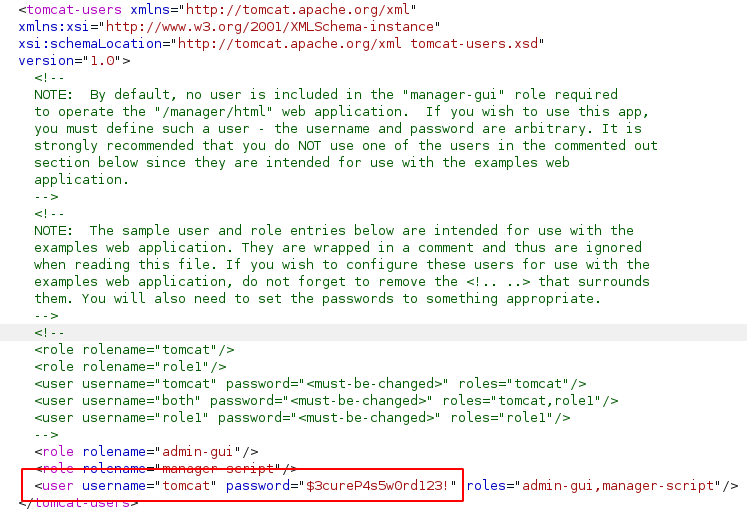 <tomcat-users xmlns="http://tomcat.apache.org/xml"
xmlns:xsi="http://www.w3.org/2001/XMLSchema-instance"
xsi:schemaLocation="http://tomcat.apache.org/xml tomcat-users.xsd"
version="1.0">
<!--
NOTE:  By default, no user is included in the "manager-gui" role required
to operate the "/manager/html" web application.  If you wish to use this app,
you must define such a user - the username and password are arbitrary. It is
strongly recommended that you do NOT use one of the users in the commented out
section below since they are intended for use with the examples web
application.
-->
<!--
NOTE:  The sample user and role entries below are intended for use with the
examples web application. They are wrapped in a comment and thus are ignored
when reading this file. If you wish to configure these users for use with the
examples web application, do not forget to remove the <!.. ..> that surrounds
them. You will also need to set the passwords to something appropriate.
-->
<!--
<role rolename="tomcat"/>
<role rolename="role1"/>
<user username="tomcat" password="<must-be-changed>" roles="tomcat"/>
<user username="both" password="<must-be-changed>" roles="tomcat,role1"/>
<user username="role1" password="<must-be-changed>" roles="role1"/>
-->
<role rolename="admin-gui"/>
<role rolename="manager-script"/>
<user username="tomcat" password="$3cureP4s5w0rd123!" roles="admin-gui,manager-script"/>
</tomcat-users>